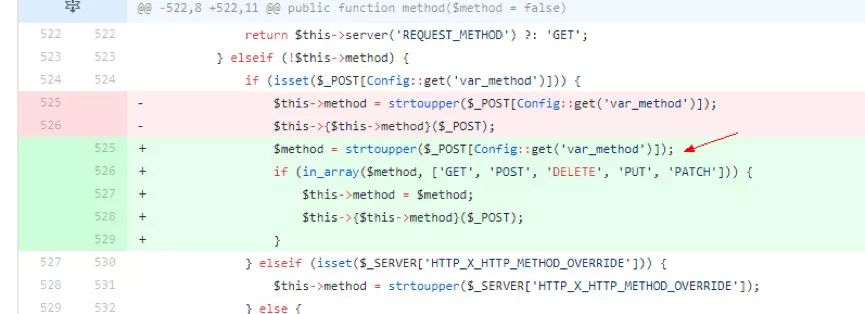 @@ -522,8 +522,11 @@ public function method($method = false)
522 522 return $this->server('REQUEST_METHOD') ?: 'GET';
523 523 } elseif (!$this->method) {
524 524 if (isset($_POST[Config::get('var_method')])) {
525 - $this->method = strtoupper($_POST[Config::get('var_method')]);
526 - $this->{$this->method}($_POST);
525 + $method = strtoupper($_POST[Config::get('var_method')]);
526 + if (in_array($method, ['GET', 'POST', 'DELETE', 'PUT', 'PATCH'])) {
527 + $this->method = $method;
528 + $this->{$this->method}($_POST);
529 + }
527 530 } elseif (isset($_SERVER['HTTP_X_HTTP_METHOD_OVERRIDE'])) {
528 531 $this->method = strtoupper($_SERVER['HTTP_X_HTTP_METHOD_OVERRIDE']);
529 532 } else {